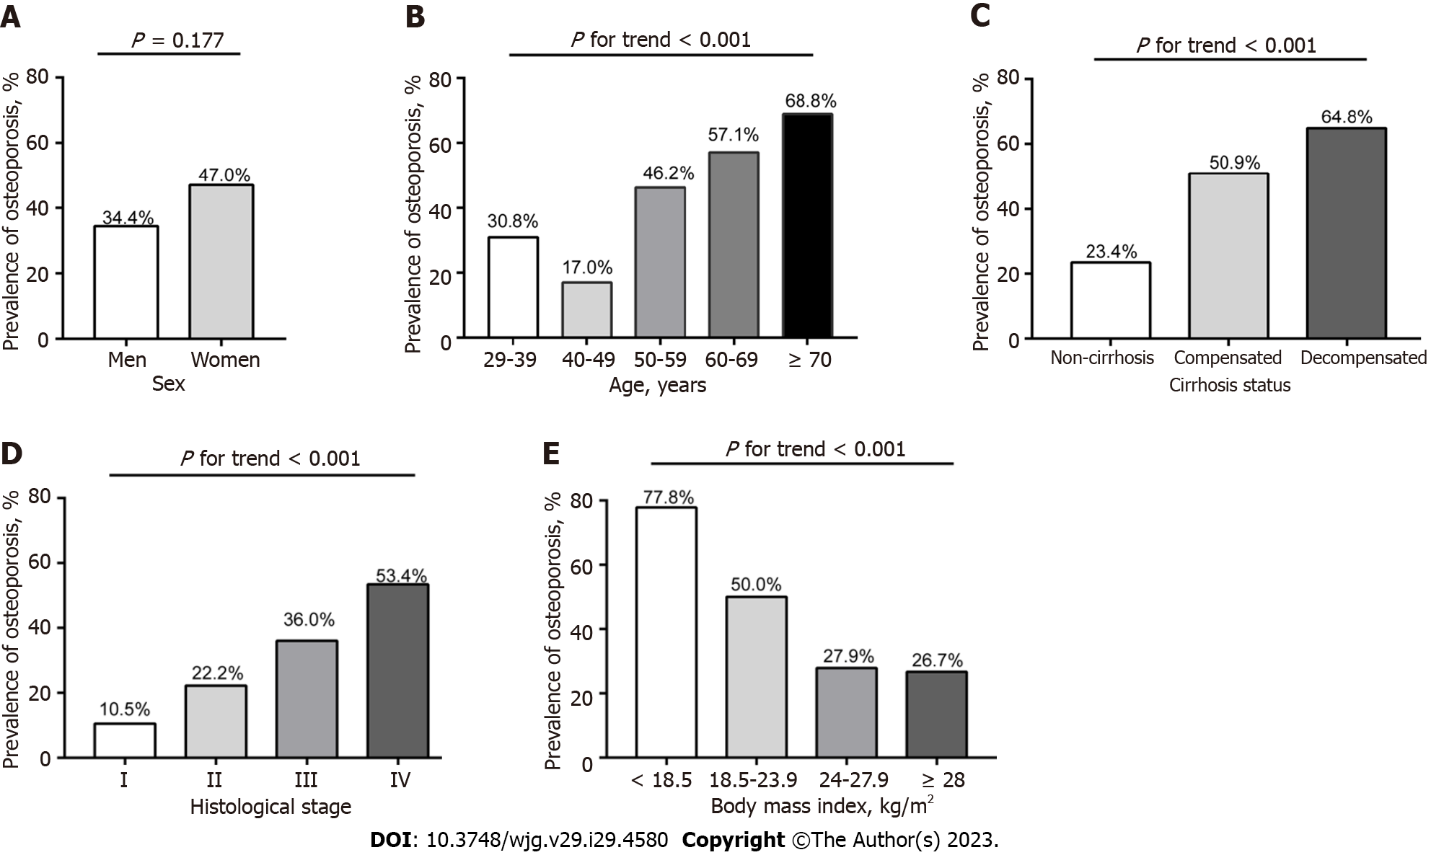 A
P = 0.177
Prevalence of osteoporosis, %
80
60
40
20
0
34.4%
47.0%
Men Women
Sex
B
P for trend < 0.001
Prevalence of osteoporosis, %
80
60
40
20
0
30.8%
17.0%
46.2%
57.1%
68.8%
29-39 40-49 50-59 60-69 ≥ 70
Age, years
C
P for trend < 0.001
Prevalence of osteoporosis, %
80
60
40
20
0
23.4%
50.9%
64.8%
Non-cirrhosis Compensated Decompensated
Cirrhosis status
D
P for trend < 0.001
Prevalence of osteoporosis, %
80
60
40
20
0
10.5%
22.2%
36.0%
53.4%
I II III IV
Histological stage
E
P for trend < 0.001
Prevalence of osteoporosis, %
80
60
40
20
0
77.8%
50.0%
27.9%
26.7%
< 18.5 18.5-23.9 24-27.9 ≥ 28
Body mass index, kg/m²
DOI: 10.3748/wjg.v29.i29.4580 Copyright ©The Author(s) 2023.